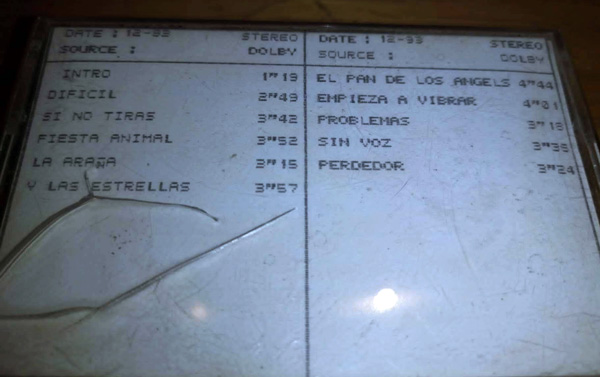 DATE : 12-93 STEREO
SOURCE : DOLBY
INTRO 1"19
DIFICIL 2"49
SI NO TIRAS 3"42
FIESTA ANIMAL 3"52
LA ARAÑA 3"15
Y LAS ESTRELLAS 3"57
DATE : 12-93 STEREO
SOURCE : DOLBY
EL PAN DE LOS ANGELS 4"44
EMPIEZA A VIBRAR 4"01
PROBLEMAS 3"18
SIN VOZ 3"35
PERDEDOR 3"24